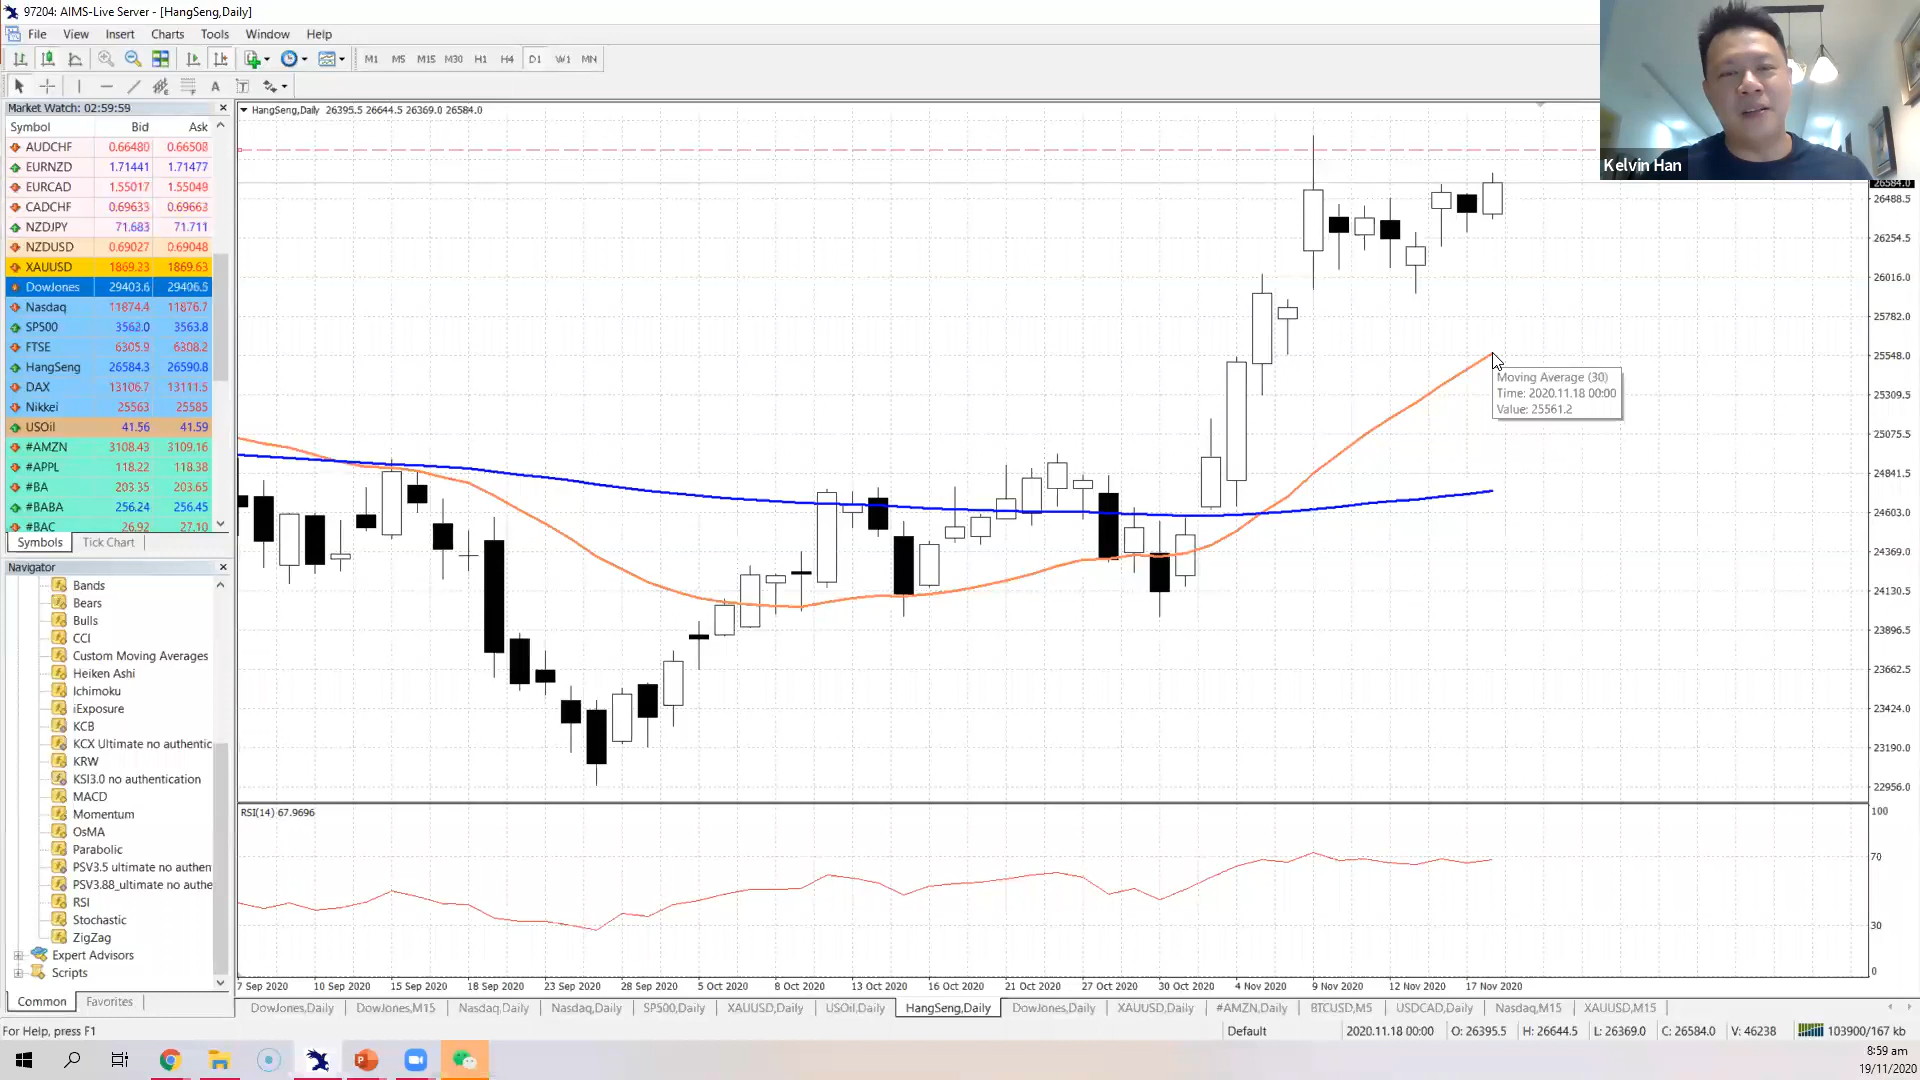 97204: AIMS-Live Server - [HangSeng,Daily]
File View Insert Charts Tools Window Help
M1 M5 M15 M30 H1 H4 D1 W1 MN
A T
Market Watch: 02:59:59
Symbol Bid Ask
AUDCHF 0.66480 0.66508
EURNZD 1.71441 1.71477
EURCAD 1.55017 1.55049
CADCHF 0.69633 0.69663
NZDJPY 71.683 71.711
NZDUSD 0.69027 0.69048
XAUUSD 1869.23 1869.63
DowJones 29403.6 29406.5
Nasdaq 11874.4 11876.7
SP500 3562.0 3563.8
FTSE 6305.9 6308.2
HangSeng 26584.3 26590.8
DAX 13106.7 13111.5
Nikkei 25563 25585
USOil 41.56 41.59
#AMZN 3108.43 3109.16
#APPL 118.22 118.38
#BA 203.35 203.65
#BABA 256.24 256.45
#BAC 26.92 27.10
Symbols Tick Chart
Navigator
Bands
Bears
Bulls
CCI
Custom Moving Averages
Heiken Ashi
Ichimoku
iExposure
KCB
KCX Ultimate no authentic
KRW
KSI3.0 no authentication
MACD
Momentum
OsMA
Parabolic
PSV3.5 ultimate no authen
PSV3.88_ultimate no authe
RSI
Stochastic
ZigZag
Expert Advisors
Scripts
Common Favorites
HangSeng,Daily 26395.5 26644.5 26369.0 26584.0
Kelvin Han
26584.0
26488.5
26254.5
26016.0
25782.0
25548.0
25309.5
25075.5
24841.5
24603.0
24369.0
24130.5
23896.5
23662.5
23424.0
23190.0
22956.0
Moving Average (30)
Time: 2020.11.18 00:00
Value: 25561.2
RSI(14) 67.9696
100
70
30
0
7 Sep 2020 10 Sep 2020 15 Sep 2020 18 Sep 2020 23 Sep 2020 28 Sep 2020 5 Oct 2020 8 Oct 2020 13 Oct 2020 16 Oct 2020 21 Oct 2020 27 Oct 2020 30 Oct 2020 4 Nov 2020 9 Nov 2020 12 Nov 2020 17 Nov 2020
DowJones,Daily DowJones,M15 Nasdaq,Daily Nasdaq,Daily SP500,Daily XAUUSD,Daily USOil,Daily HangSeng,Daily DowJones,Daily XAUUSD,Daily #AMZN,Daily BTCUSD,M5 USDCAD,Daily Nasdaq,M15 XAUUSD,M15
For Help, press F1
Default 2020.11.18 00:00 O: 26395.5 H: 26644.5 L: 26369.0 C: 26584.0 V: 46238 103900/167 kb
8:59 am
19/11/2020